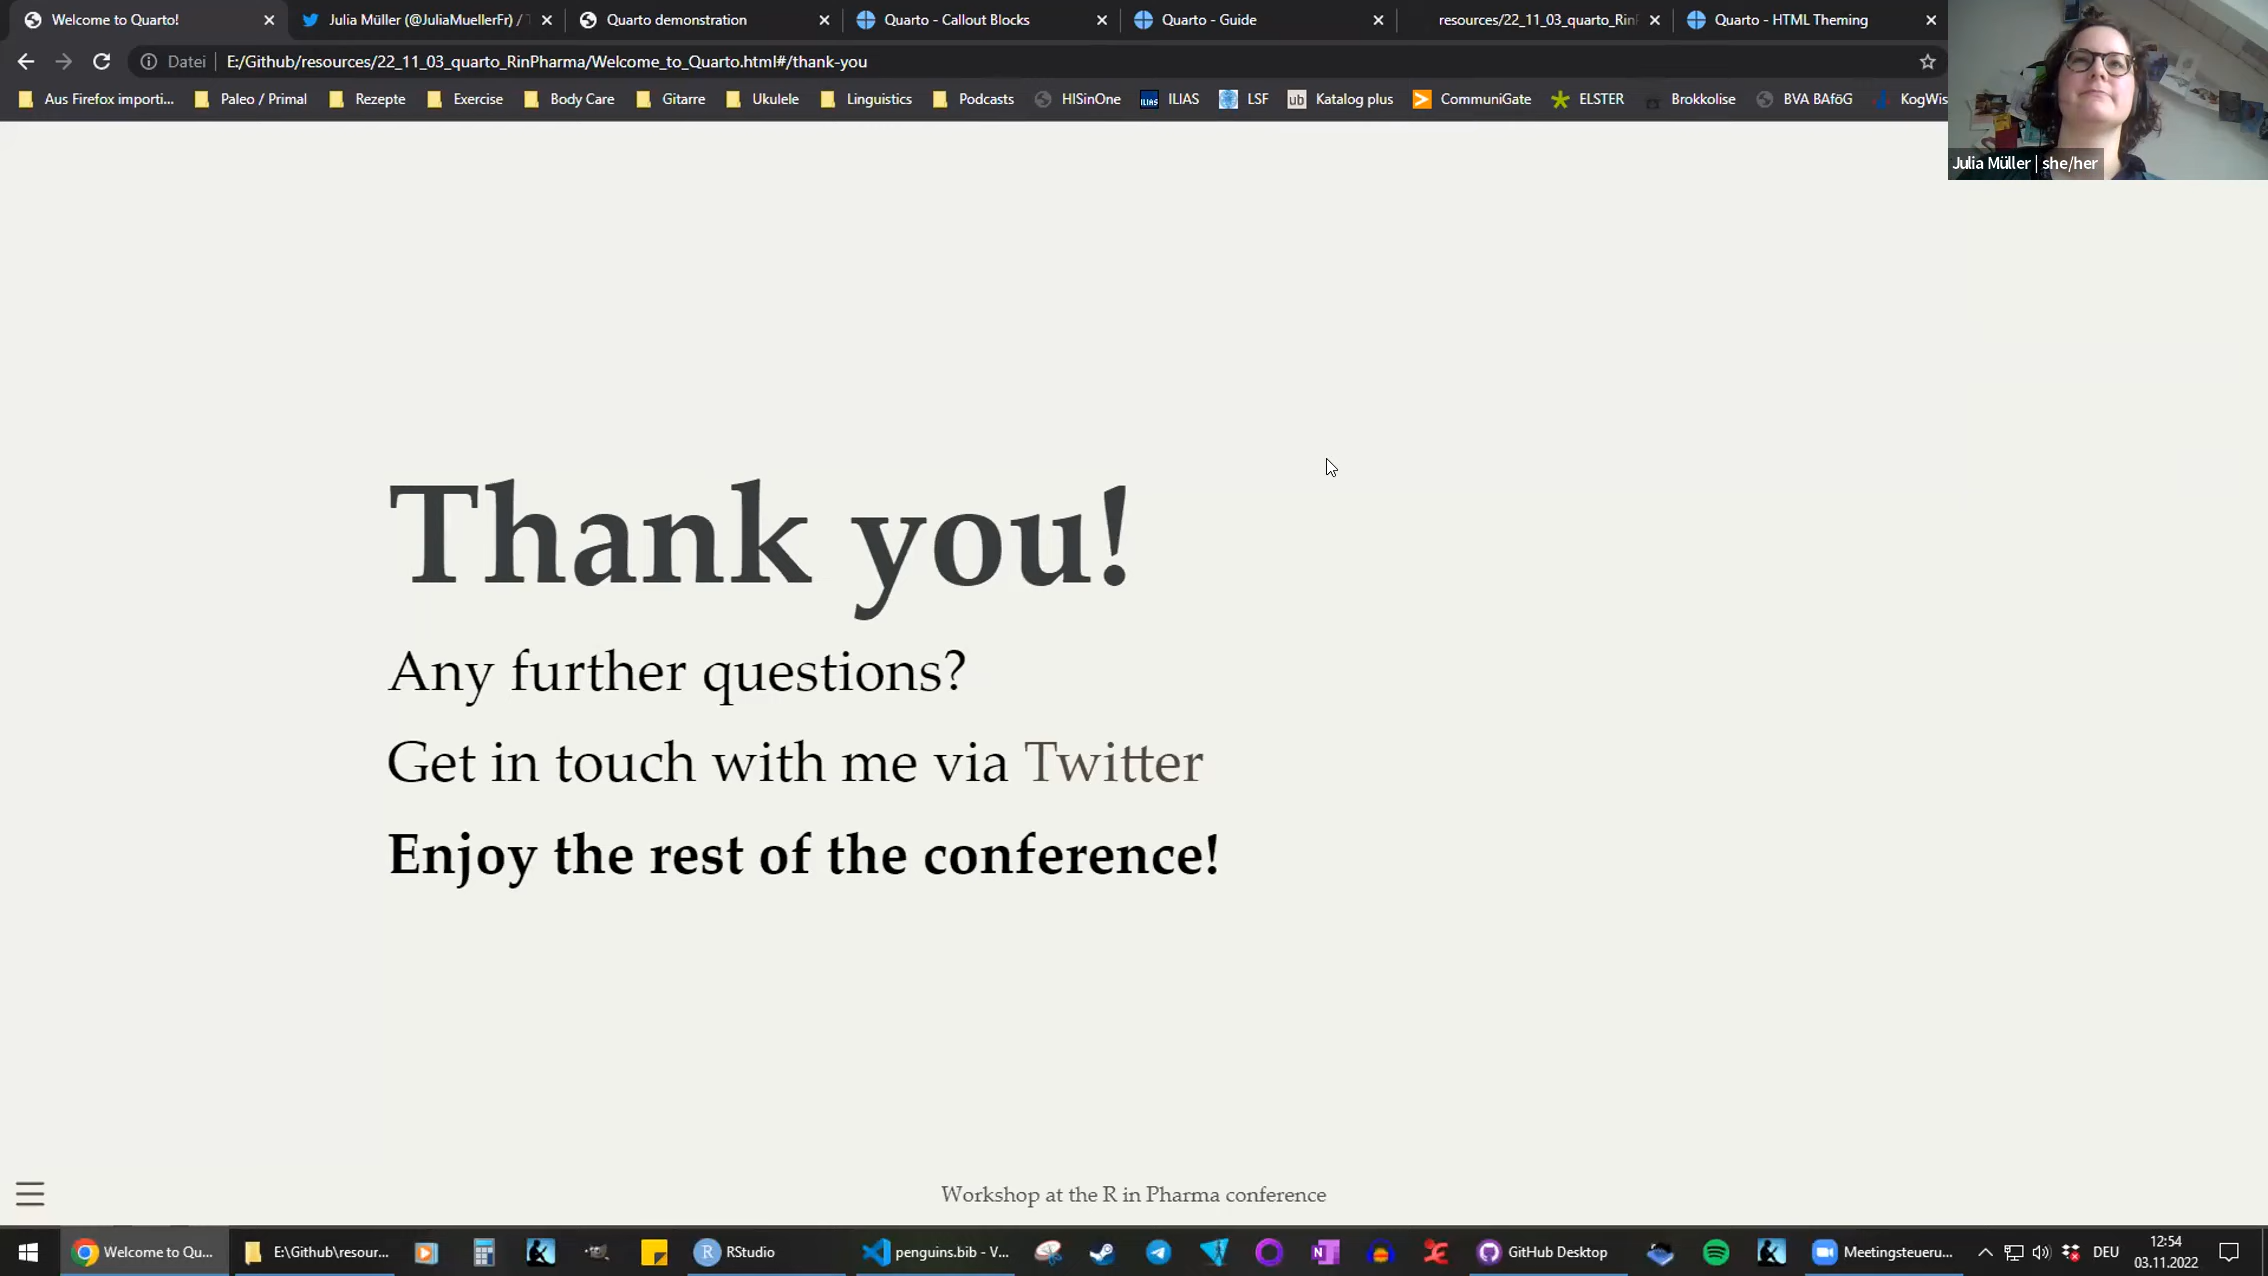 Welcome to Quarto!
Julia Müller (@JuliaMuellerFr) / T
Quarto demonstration
Quarto - Callout Blocks
Quarto - Guide
resources/22_11_03_quarto_RinP
Quarto - HTML Theming
Datei
E:/Github/resources/22_11_03_quarto_RinPharma/Welcome_to_Quarto.html#/thank-you
Aus Firefox importi...
Paleo / Primal
Rezepte
Exercise
Body Care
Gitarre
Ukulele
Linguistics
Podcasts
HISinOne
ILIAS
LSF
ub
Katalog plus
CommuniGate
ELSTER
Brokkolise
BVA BAföG
KogWis
Julia Müller | she/her
Thank you!
Any further questions?
Get in touch with me via Twitter
Enjoy the rest of the conference!
Workshop at the R in Pharma conference
Welcome to Qu...
E:\Github\resour...
RStudio
penguins.bib - V...
GitHub Desktop
Meetingsteueru...
DEU
12:54
03.11.2022